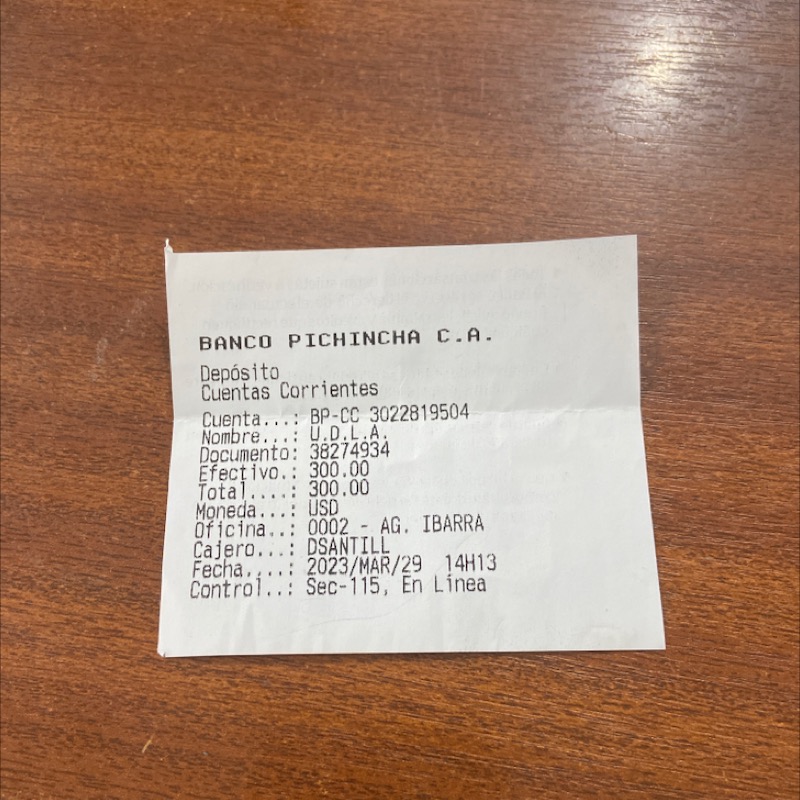 BANCO PICHINCHA C.A.
Depósito
Cuentas Corrientes
Cuenta...: BP-CC 3022819504
Nombre...: U.D.L.A.
Documento: 38274934
Efectivo.: 300.00
Total....: 300.00
Moneda...: USD
Oficina..: 0002 - AG. IBARRA
Cajero...: DSANTILL
Fecha....: 2023/MAR/29 14H13
Control..: Sec-115, En Línea